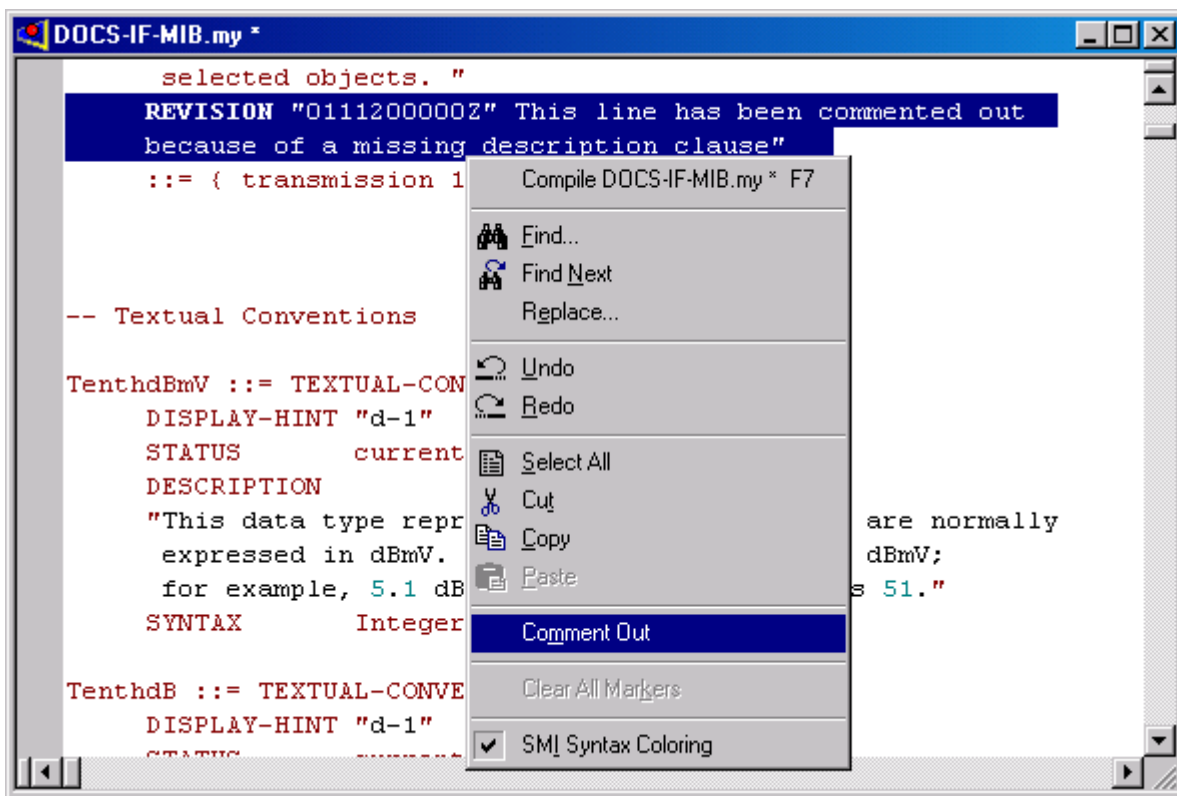 DOCS-IF-MIB.my *
selected objects. "
REVISION "0111200000Z" This line has been commented out
because of a missing description clause"
::= { transmission 1
-- Textual Conventions
TenthdBmV ::= TEXTUAL-CON
DISPLAY-HINT "d-1"
STATUS current
DESCRIPTION
"This data type repr are normally
expressed in dBmV. dBmV;
for example, 5.1 dB s 51."
SYNTAX Integer
TenthdB ::= TEXTUAL-CONVE
DISPLAY-HINT "d-1"
Compile DOCS-IF-MIB.my * F7
Find...
Find Next
Replace...
Undo
Redo
Select All
Cut
Copy
Paste
Comment Out
Clear All Markers
SMI Syntax Coloring